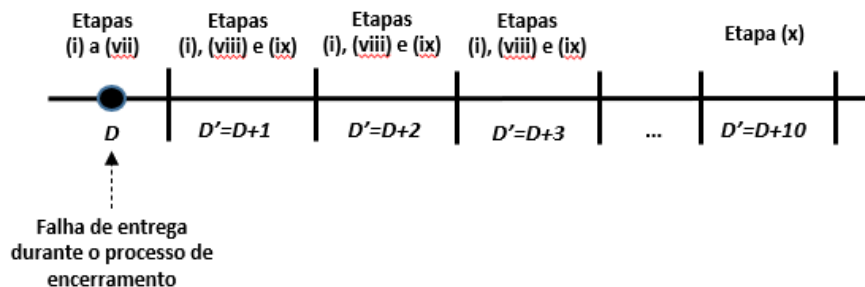 Etapas
(i) a (vii)
Etapas
(i), (viii) e (ix)
Etapas
(i), (viii) e (ix)
Etapas
(i), (viii) e (ix)
Etapa (x)
D
D’=D+1
D’=D+2
D’=D+3
...
D’=D+10
Falha de entrega
durante o processo de
encerramento